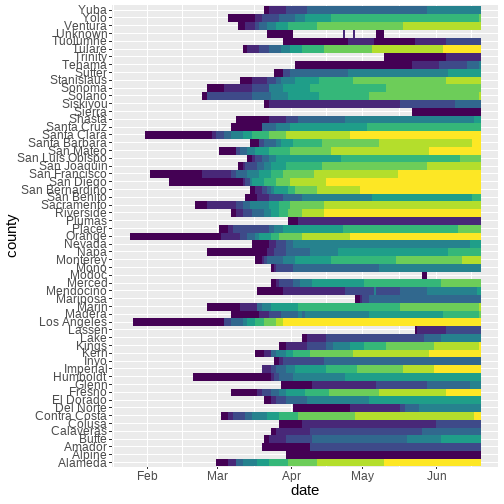 Yuba
Yolo
Ventura
Unknown
Tuolumne
Tulare
Trinity
Tehama
Sutter
Stanislaus
Sonoma
Solano
Siskiyou
Sierra
Shasta
Santa Cruz
Santa Clara
Santa Barbara
San Mateo
San Luis Obispo
San Joaquin
San Francisco
San Diego
San Bernardino
San Benito
Sacramento
Riverside
Plumas
Placer
Orange
Nevada
Napa
Monterey
Mono
Modoc
Merced
Mendocino
Mariposa
Marin
Madera
Los Angeles
Lassen
Lake
Kings
Kern
Inyo
Imperial
Humboldt
Glenn
Fresno
El Dorado
Del Norte
Contra Costa
Colusa
Calaveras
Butte
Amador
Alpine
Alameda
county
Feb Mar Apr May Jun
date